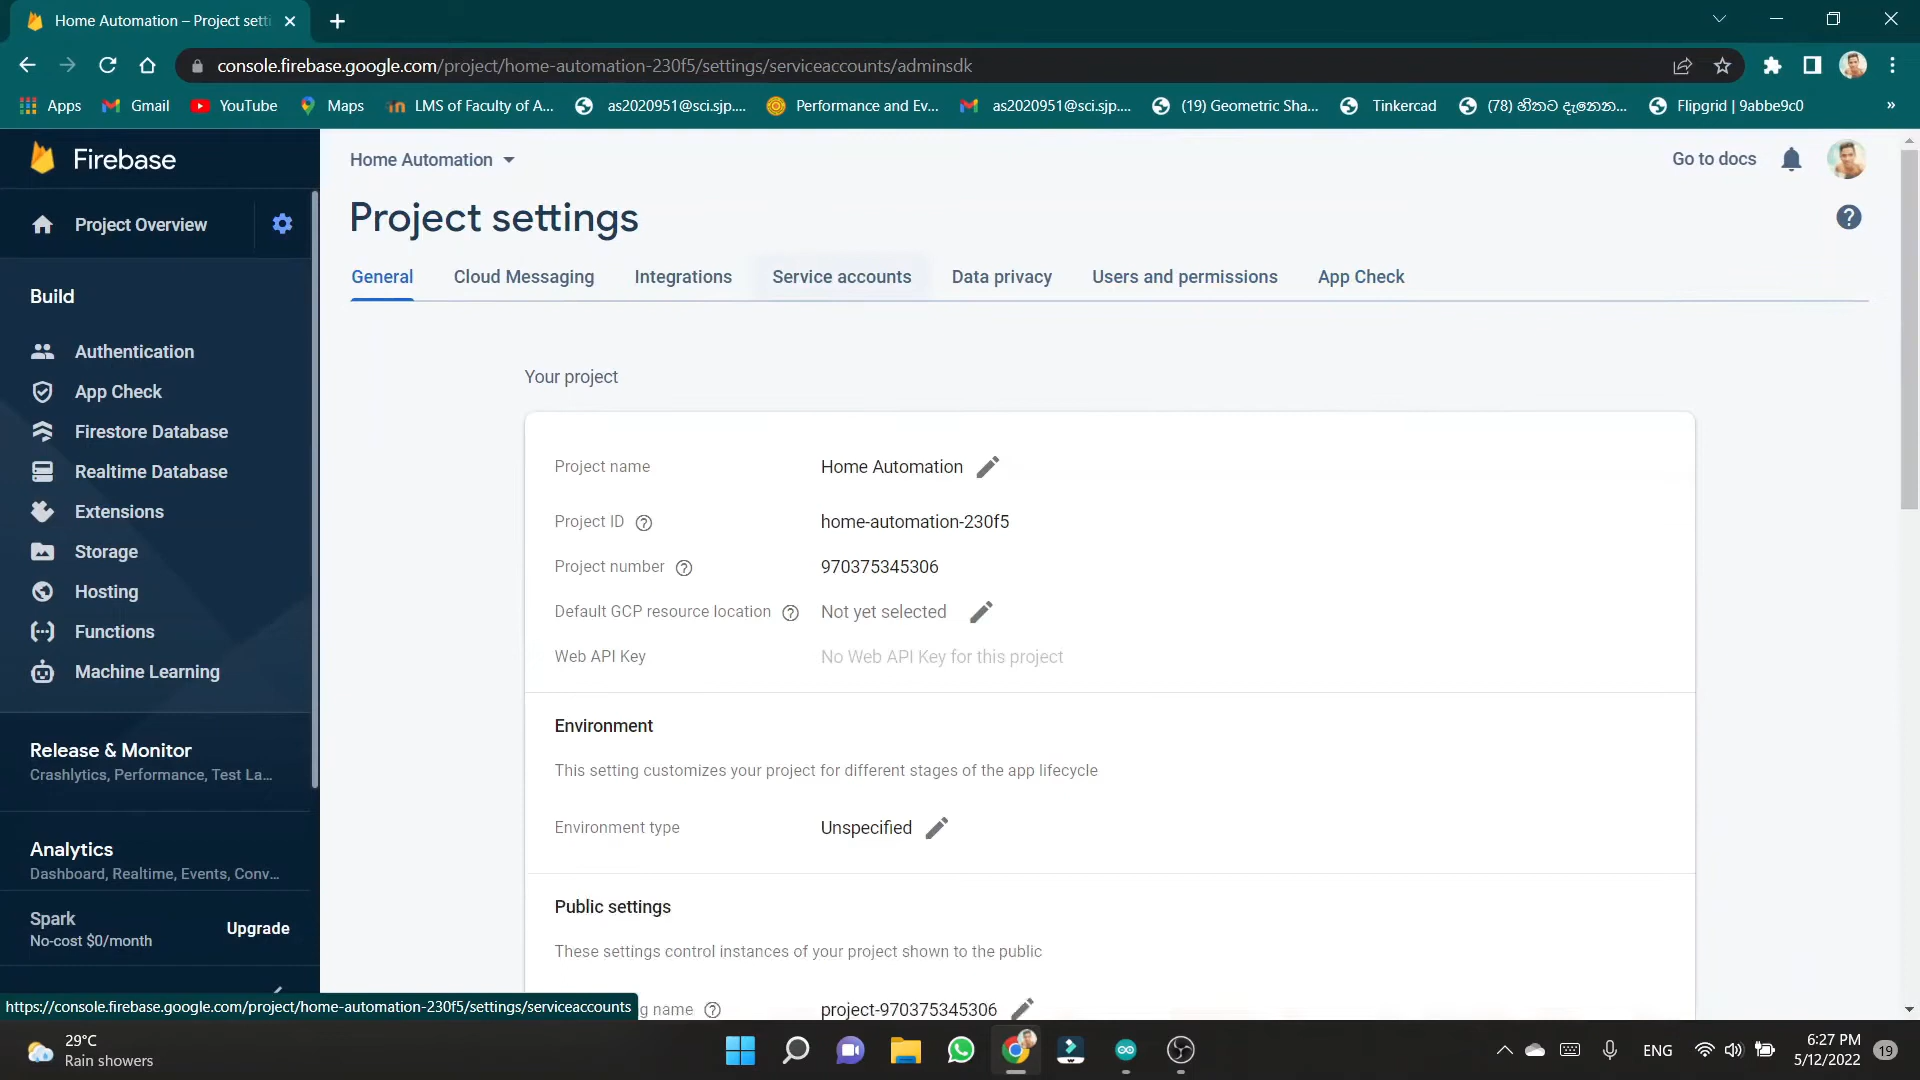 Home Automation – Project setti
console.firebase.google.com/project/home-automation-230f5/settings/serviceaccounts/adminsdk
Apps Gmail YouTube Maps LMS of Faculty of A... as2020951@sci.sjp.... Performance and Ev... as2020951@sci.sjp.... (19) Geometric Sha... Tinkercad (78) හිතට දැනෙන... Flipgrid | 9abbe9c0 »
Firebase
Home Automation
Go to docs
Project Overview
Project settings
General Cloud Messaging Integrations Service accounts Data privacy Users and permissions App Check
Build
Authentication
App Check
Firestore Database
Realtime Database
Extensions
Storage
Hosting
Functions
Machine Learning
Release & Monitor
Crashlytics, Performance, Test La...
Analytics
Dashboard, Realtime, Events, Conv...
Spark
No-cost $0/month
Upgrade
Your project
Project name Home Automation
Project ID home-automation-230f5
Project number 970375345306
Default GCP resource location Not yet selected
Web API Key No Web API Key for this project
Environment
This setting customizes your project for different stages of the app lifecycle
Environment type Unspecified
Public settings
These settings control instances of your project shown to the public
g name project-970375345306
https://console.firebase.google.com/project/home-automation-230f5/settings/serviceaccounts
29°C
Rain showers
ENG
6:27 PM
5/12/2022
19